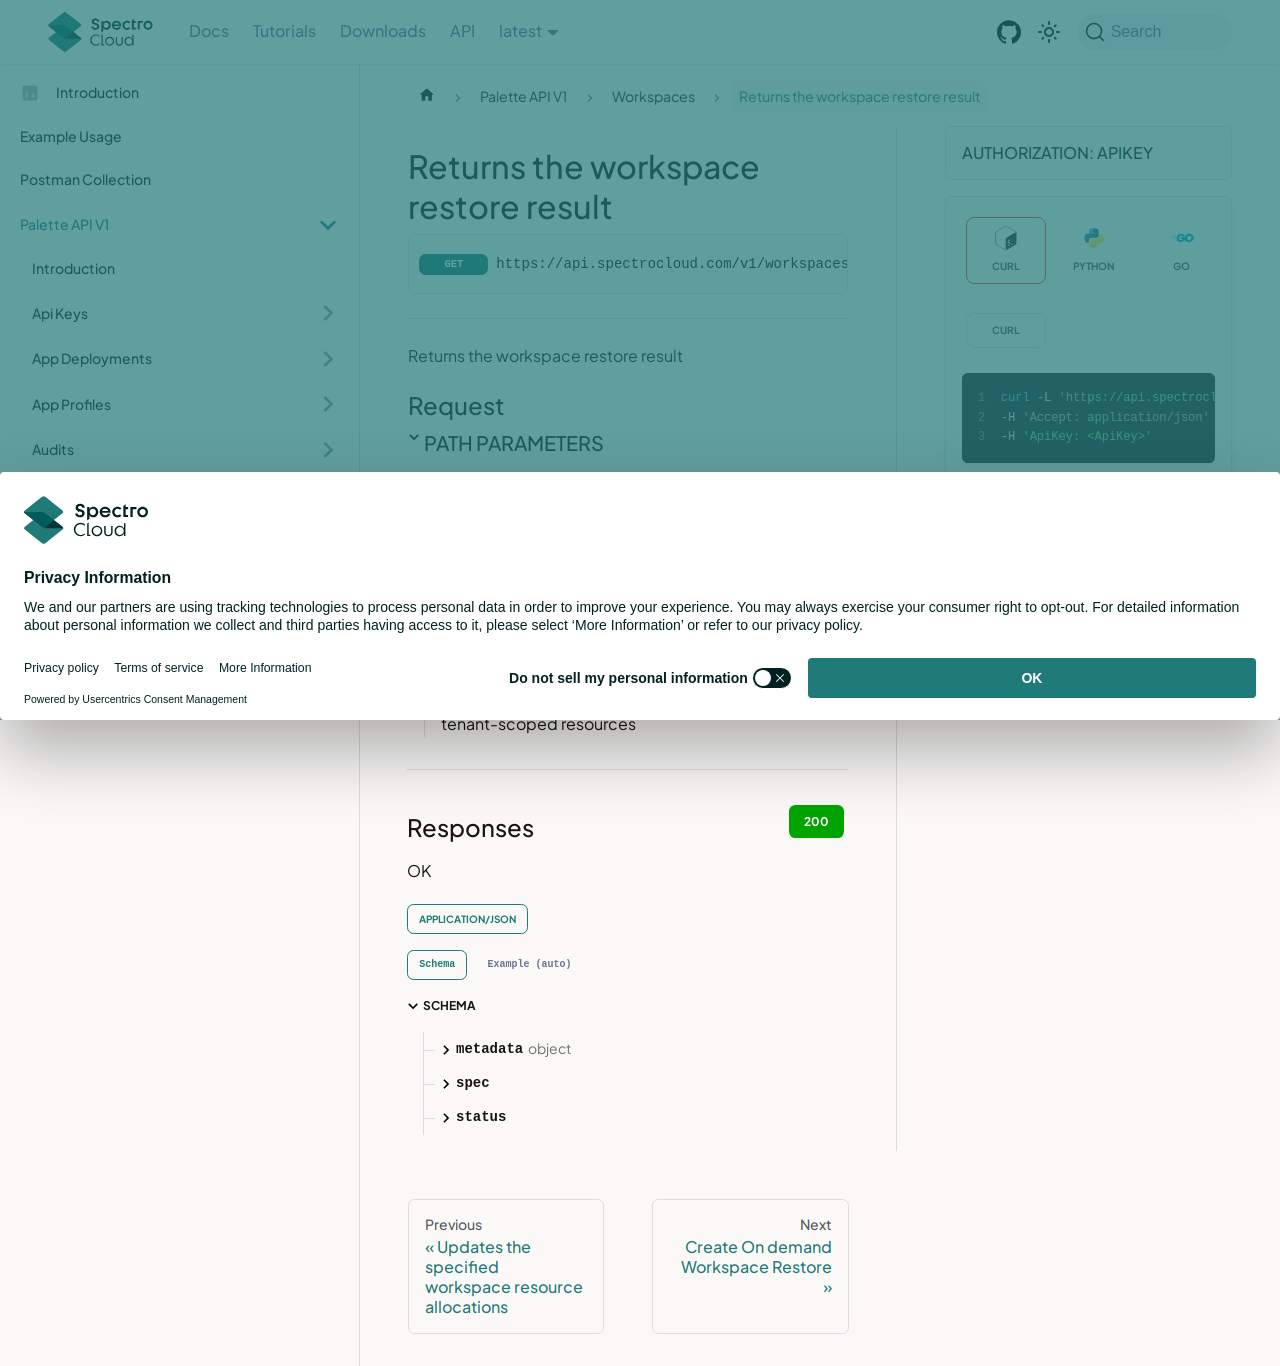 Spectro Cloud
Docs Tutorials Downloads API latest
Search
Introduction
Example Usage
Postman Collection
Palette API V1
Introduction
Api Keys
App Deployments
App Profiles
Audits
Palette API V1 > Workspaces > Returns the workspace restore result
Returns the workspace
restore result
GET https://api.spectrocloud.com/v1/workspaces
Returns the workspace restore result
Request
PATH PARAMETERS
AUTHORIZATION: APIKEY
CURL PYTHON GO
CURL
1 curl -L 'https://api.spectrocl
2 -H 'Accept: application/json'
3 -H 'ApiKey: <ApiKey>'
Spectro
Cloud
Privacy Information
We and our partners are using tracking technologies to process personal data in order to improve your experience. You may always exercise your consumer right to opt-out. For detailed information
about personal information we collect and third parties having access to it, please select ‘More Information’ or refer to our privacy policy.
Privacy policy Terms of service More Information
Powered by Usercentrics Consent Management
Do not sell my personal information
OK
tenant-scoped resources
Responses
200
OK
APPLICATION/JSON
Schema Example (auto)
SCHEMA
metadata object
spec
status
Previous
« Updates the
specified
workspace resource
allocations
Next
Create On demand
Workspace Restore
»